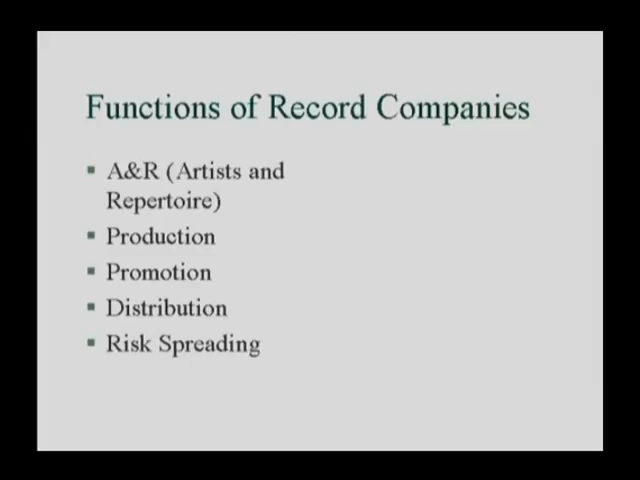 Functions of Record Companies
A&R (Artists and
Repertoire)
Production
Promotion
Distribution
Risk Spreading